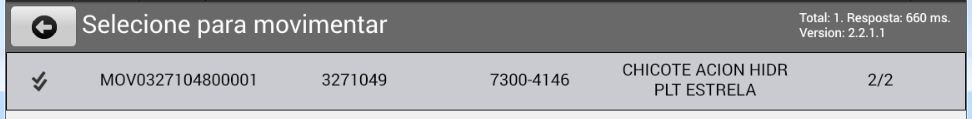 Selecione para movimentar
Total: 1. Resposta: 660 ms.
Version: 2.2.1.1
MOV0327104800001 3271049 7300-4146 CHICOTE ACION HIDR 2/2
PLT ESTRELA